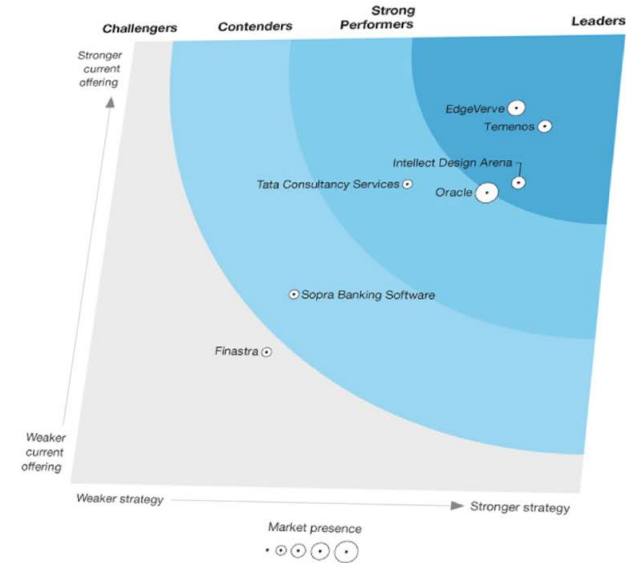 Challengers
Contenders
Strong
Performers
Leaders
Stronger
current
offering
EdgeVerve
Temenos
Intellect Design Arena
Tata Consultancy Services
Oracle
Sopra Banking Software
Finastra
Weaker
current
offering
Weaker strategy
Stronger strategy
Market presence